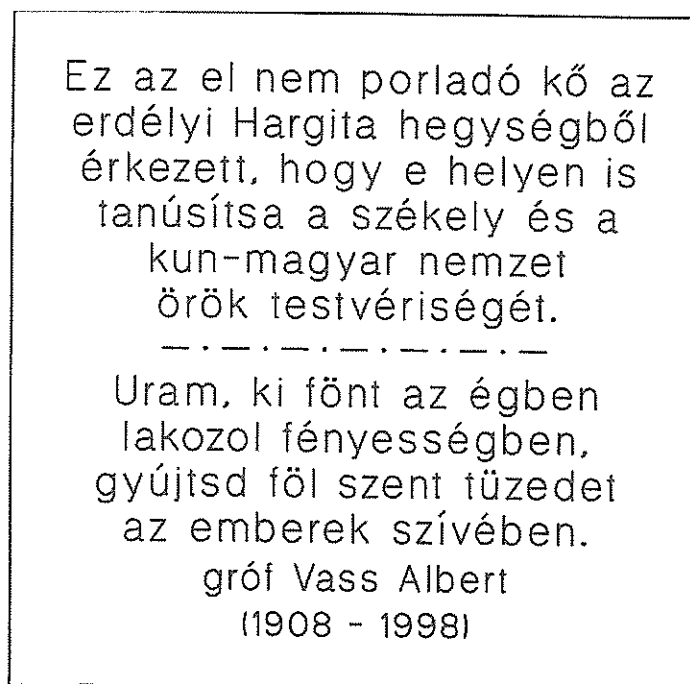 Ez az el nem porladó kő az
erdélyi Hargita hegységből
érkezett, hogy e helyen is
tanúsítsa a székely és a
kun-magyar nemzet
örök testvériségét.
— · — · — · — · — · —
Uram, ki fönt az égben
lakozol fényességben,
gyújtsd föl szent tüzedet
az emberek szívében.
gróf Vass Albert
(1908 - 1998)